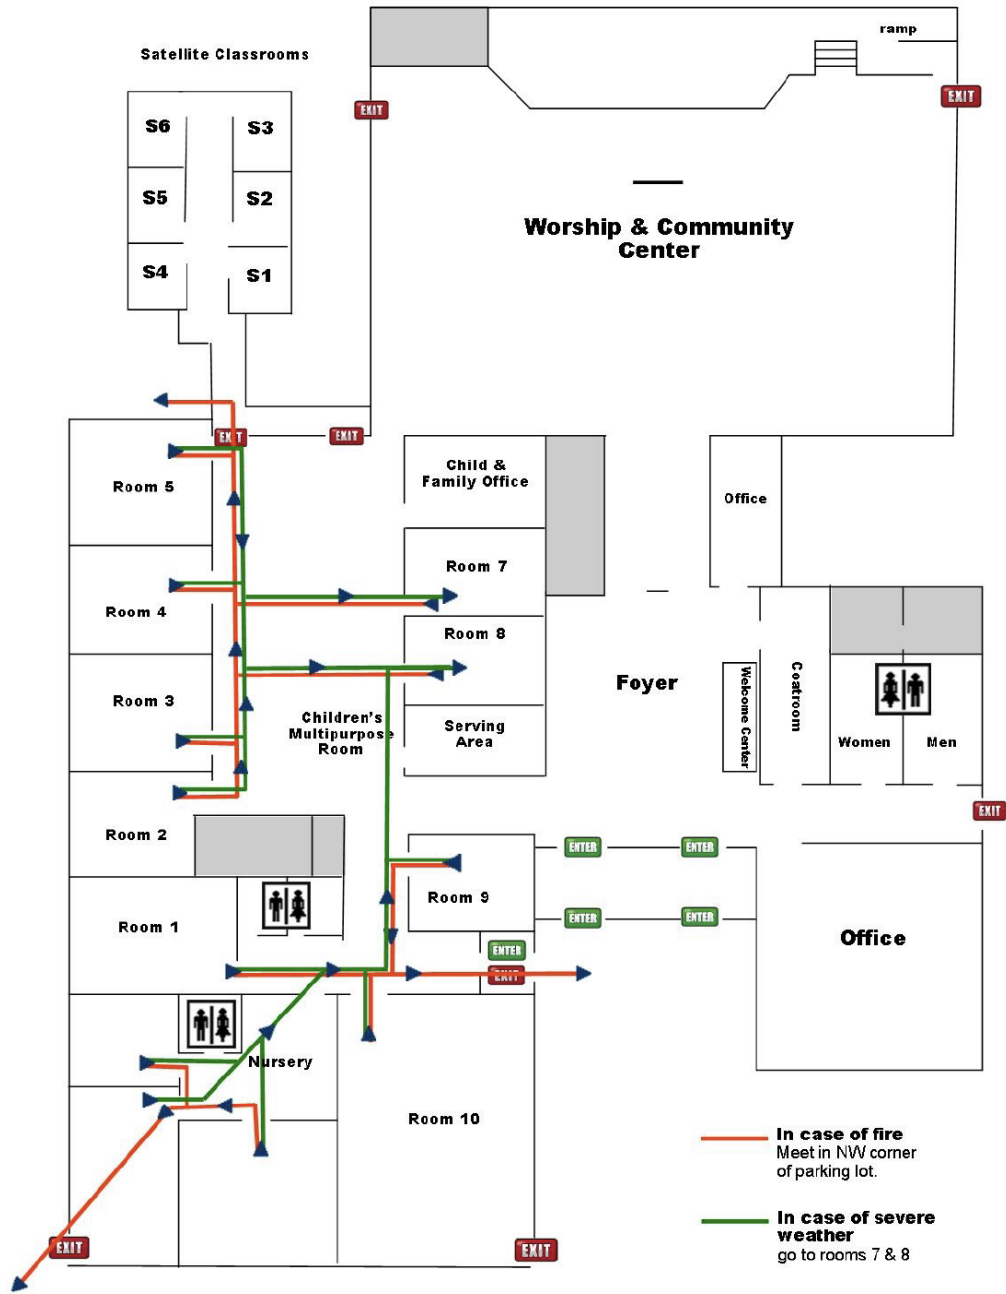 ramp
Satellite Classrooms
EXIT
EXIT
S6
S3
S5
S2
Worship & Community
Center
S4
S1
EXIT
EXIT
Child &
Family Office
Room 5
Office
Room 7
Room 4
Room 8
Foyer
Welcome Center
Coatroom
Room 3
Children's
Multipurpose
Room
Serving
Area
Women
Men
EXIT
Room 2
ENTER
ENTER
Room 9
Room 1
ENTER
ENTER
Office
ENTER
EXIT
Nursery
Room 10
In case of fire
Meet in NW corner
of parking lot.
In case of severe
weather
go to rooms 7 & 8
EXIT
EXIT